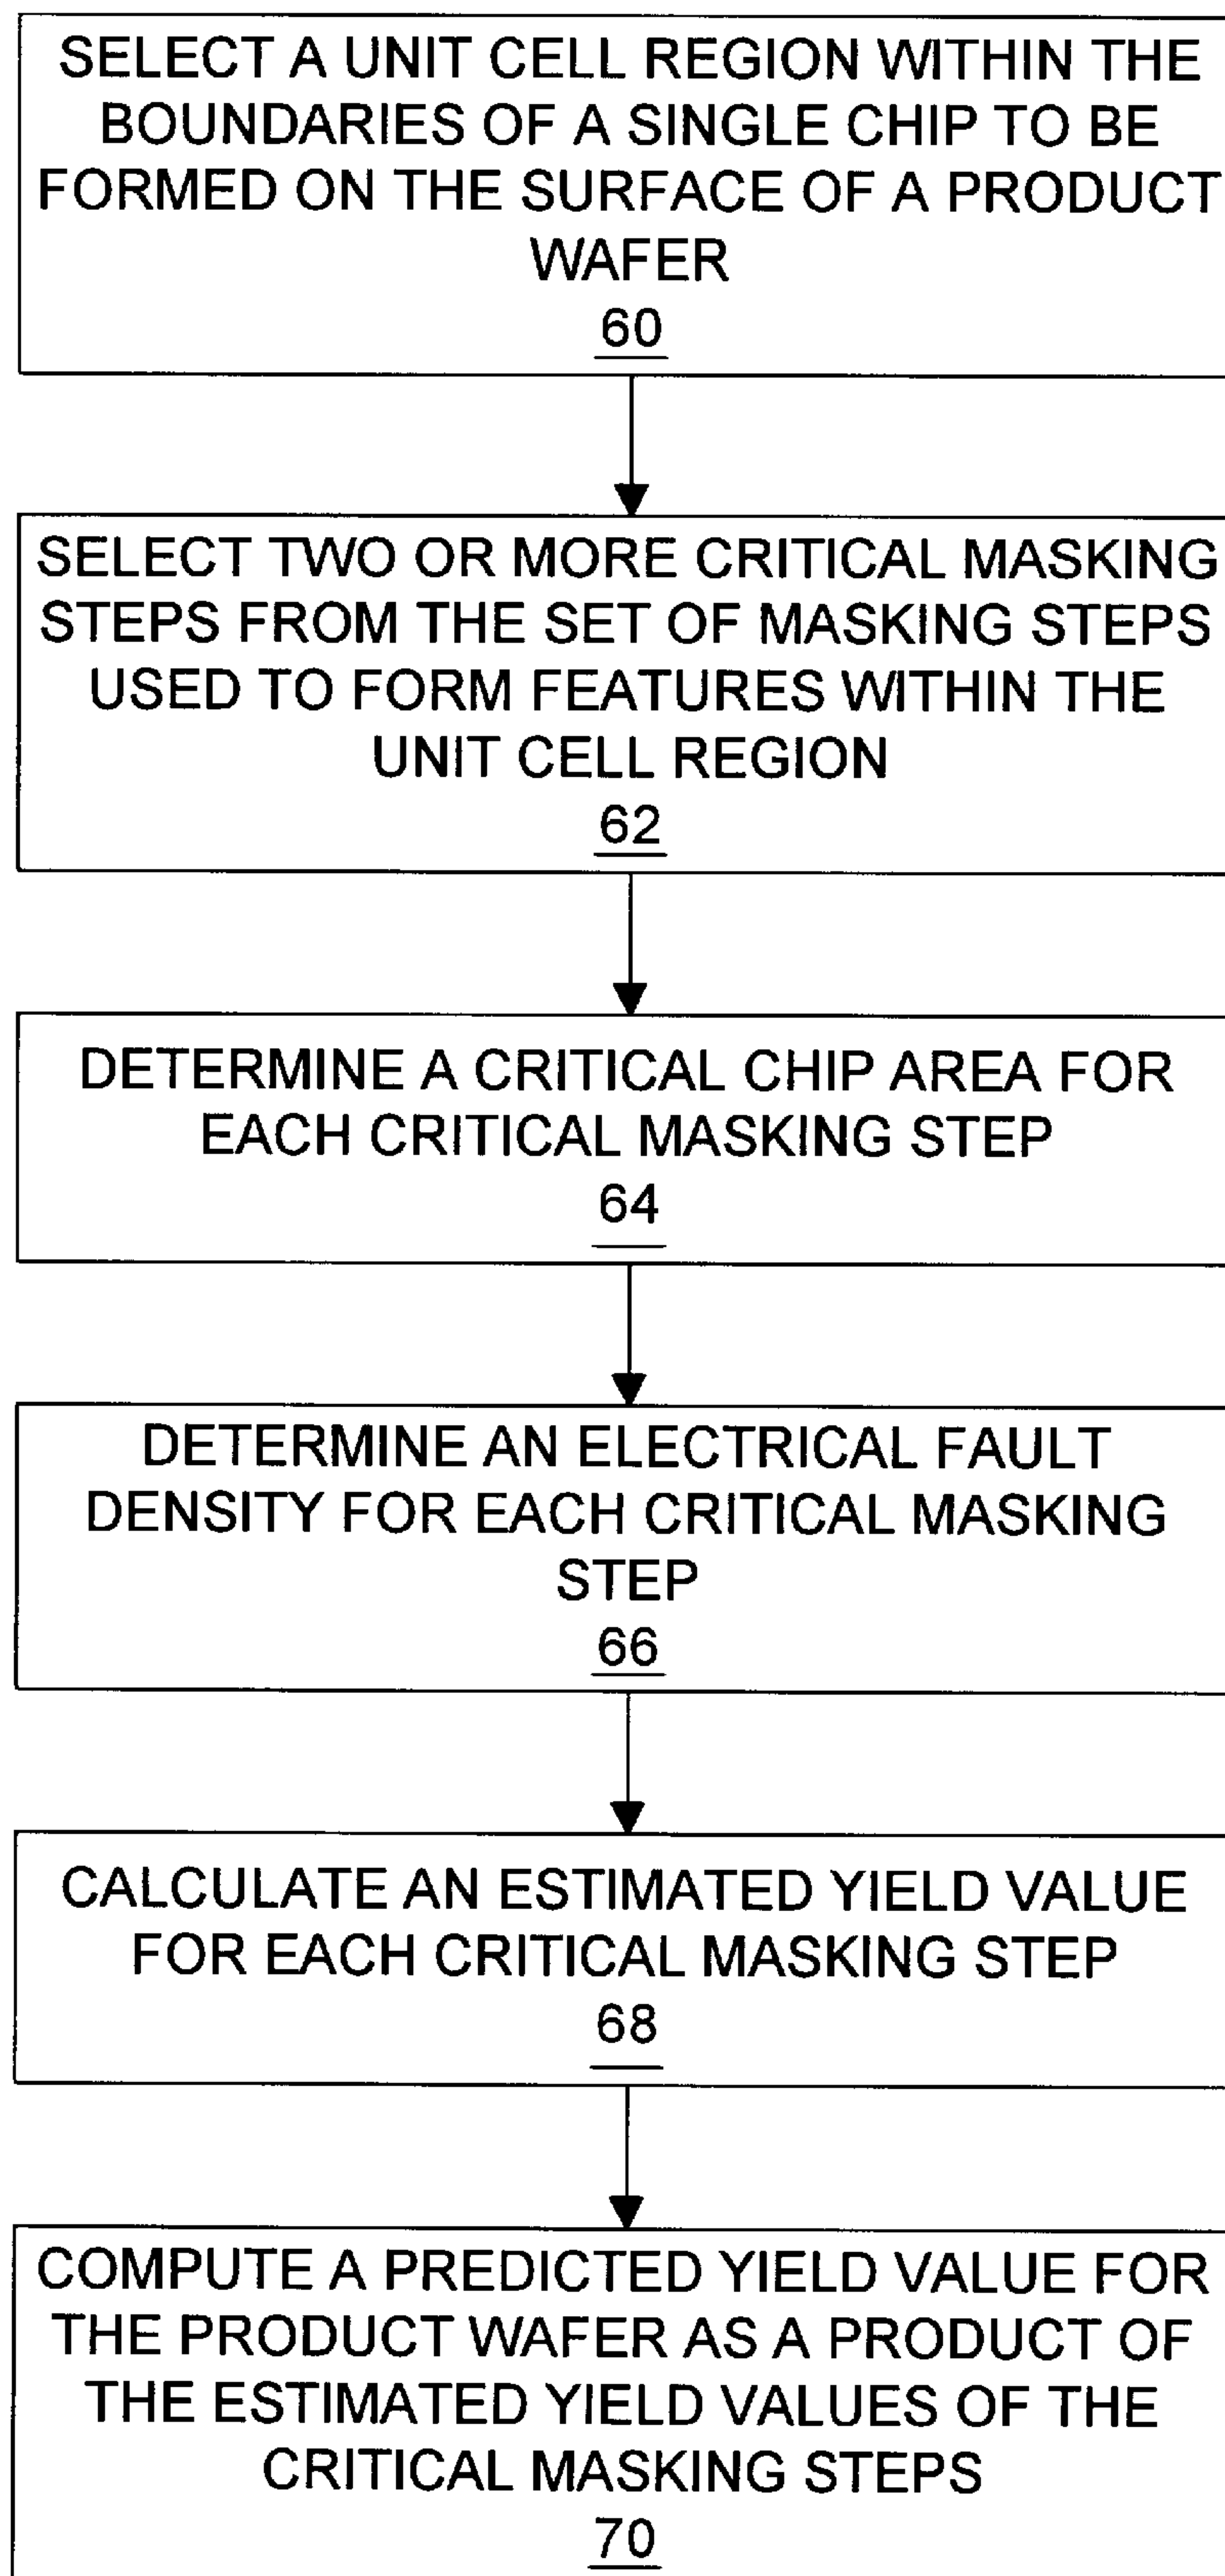 SELECT A UNIT CELL REGION WITHIN THE
BOUNDARIES OF A SINGLE CHIP TO BE
FORMED ON THE SURFACE OF A PRODUCT
WAFER
60
SELECT TWO OR MORE CRITICAL MASKING
STEPS FROM THE SET OF MASKING STEPS
USED TO FORM FEATURES WITHIN THE
UNIT CELL REGION
62
DETERMINE A CRITICAL CHIP AREA FOR
EACH CRITICAL MASKING STEP
64
DETERMINE AN ELECTRICAL FAULT
DENSITY FOR EACH CRITICAL MASKING
STEP
66
CALCULATE AN ESTIMATED YIELD VALUE
FOR EACH CRITICAL MASKING STEP
68
COMPUTE A PREDICTED YIELD VALUE FOR
THE PRODUCT WAFER AS A PRODUCT OF
THE ESTIMATED YIELD VALUES OF THE
CRITICAL MASKING STEPS
70